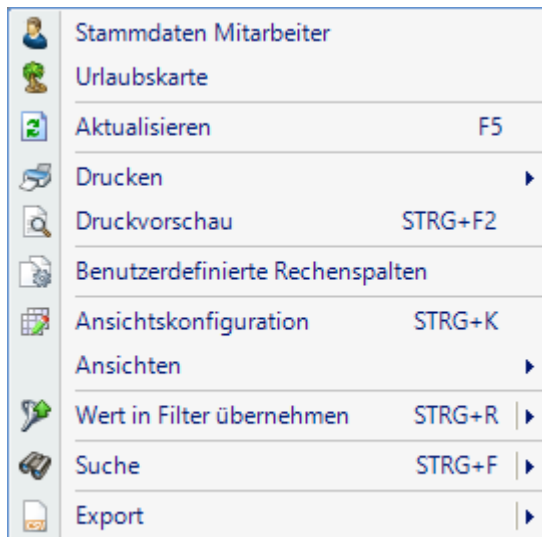 Stammdaten Mitarbeiter
Urlaubskarte
Aktualisieren F5
Drucken
Druckvorschau STRG+F2
Benutzerdefinierte Rechenspalten
Ansichtskonfiguration STRG+K
Ansichten
Wert in Filter übernehmen STRG+R
Suche STRG+F
Export